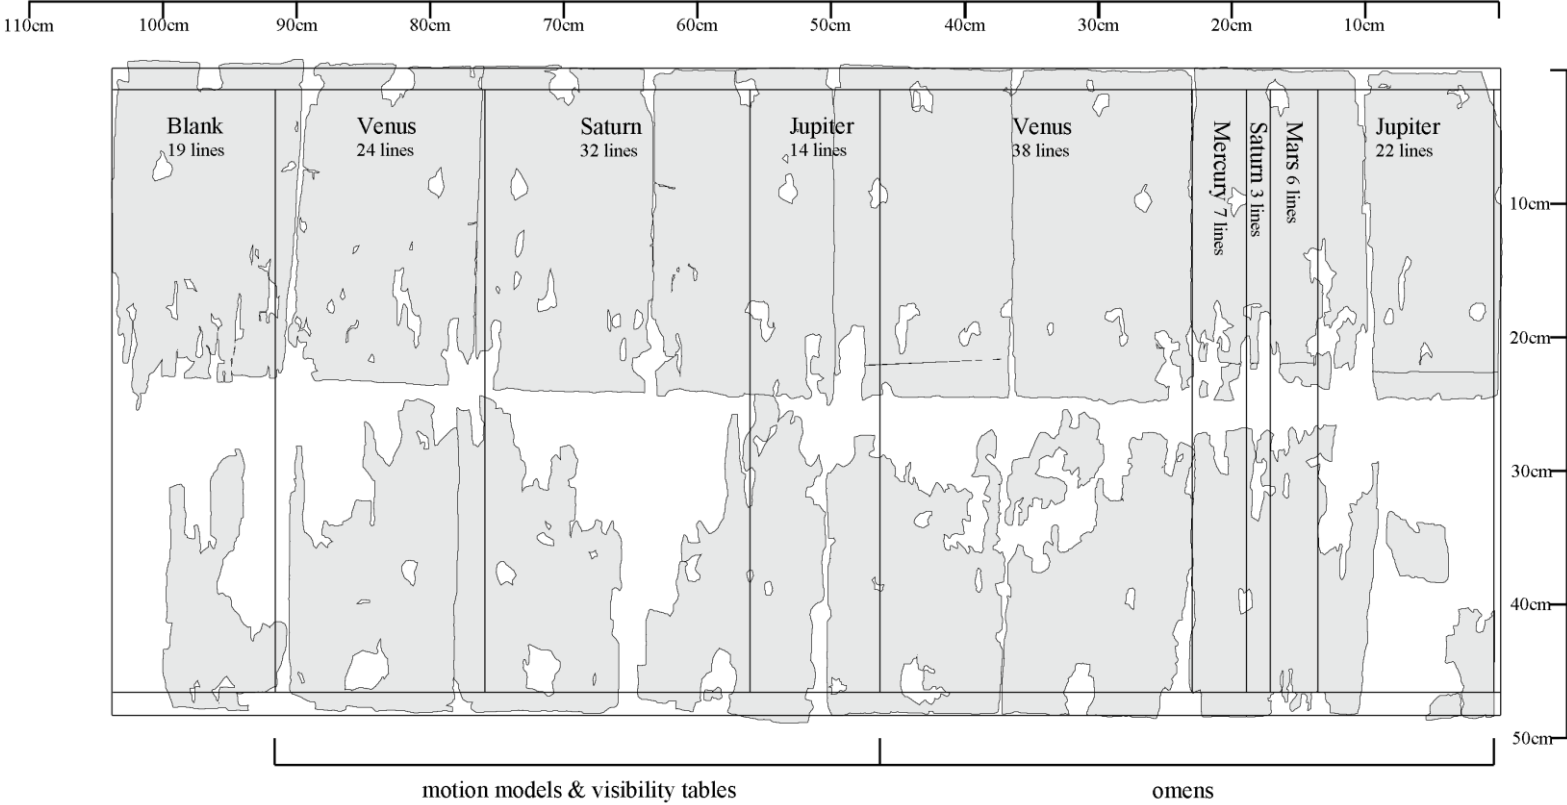 110cm 100cm 90cm 80cm 70cm 60cm 50cm 40cm 30cm 20cm 10cm
Blank
19 lines
Venus
24 lines
Saturn
32 lines
Jupiter
14 lines
Venus
38 lines
Mercury 7 lines
Saturn 3 lines
Mars 6 lines
Jupiter
22 lines
10cm
20cm
30cm
40cm
50cm
motion models & visibility tables
omens